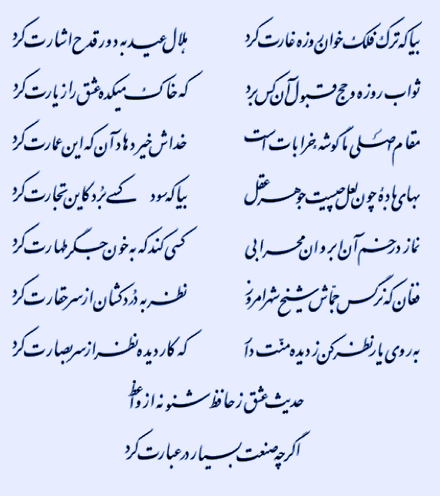 بیا که ترک فلک خوان روزه غارت کرد هلال عید به دور قدح اشارت کرد
ثواب روزه و حج قبول آن کس برد که خاک میکده عشق را زیارت کرد
مقام اصلی ما گوشه خرابات است خداش خیر دهاد آن که این عمارت کرد
بهای بادهٔ چون لعل چیست جوهر عقل بیا که سود کسی برد کاین تجارت کرد
نماز در خم آن ابروان محرابی کسی کند که به خون جگر طهارت کرد
فغان که نرگس جمّاش شیخ شهر امروز نظر به دُردکشان از سر حقارت کرد
به روی یار نظر کن ز دیده منّت دار که کار دیده نظر از سر بصارت کرد
حدیث عشق ز حافظ شنو نه از واعظ
اگرچه صنعت بسیار در عبارت کرد